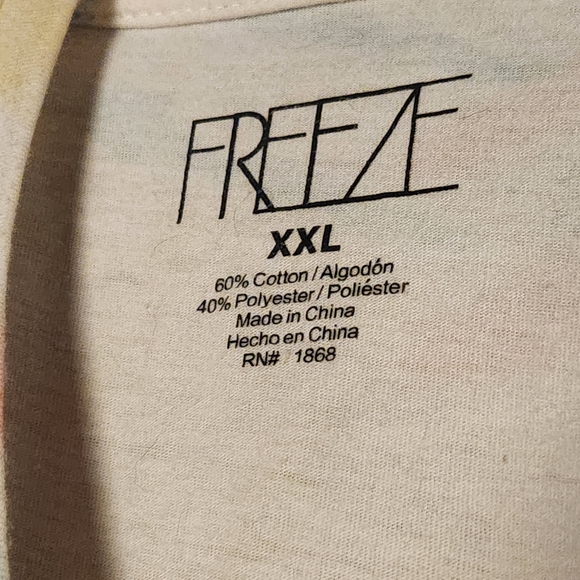 FREEZE
XXL
60% Cotton / Algodón
40% Polyester / Poliéster
Made in China
Hecho en China
RN# 1868